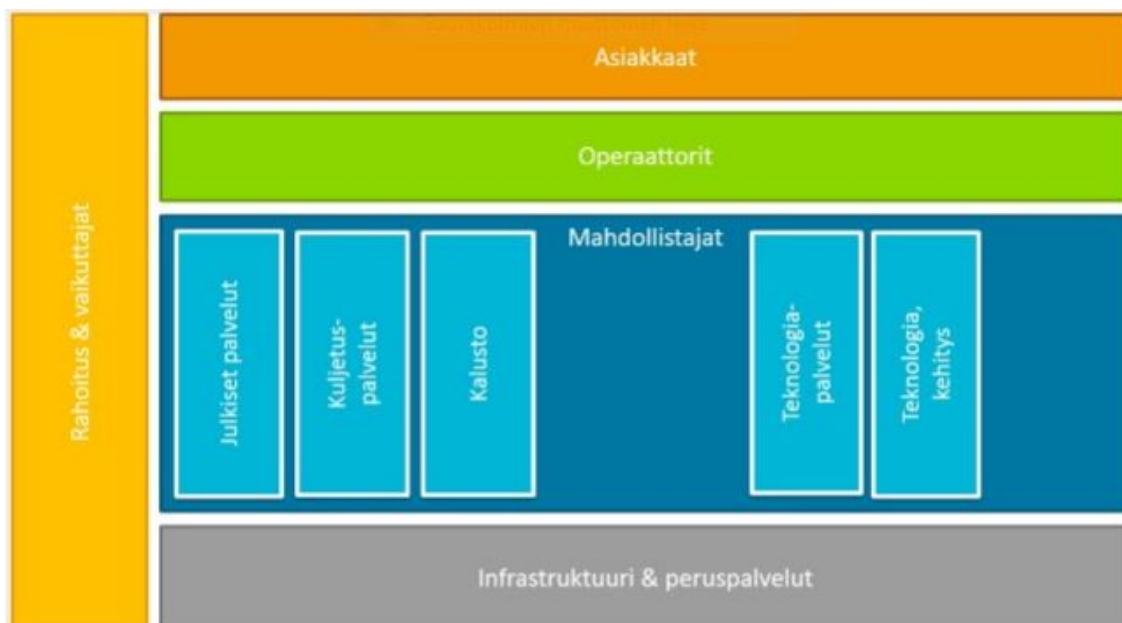 Asiakkaat
Operaattorit
Rahoitus & vaikuttajat
Mahdollistajat
Julkiset palvelut
Kuljetus-
palvelut
Kalusto
Teknologia-
palvelut
Teknologia,
kehitys
Infrastruktuuri & peruspalvelut